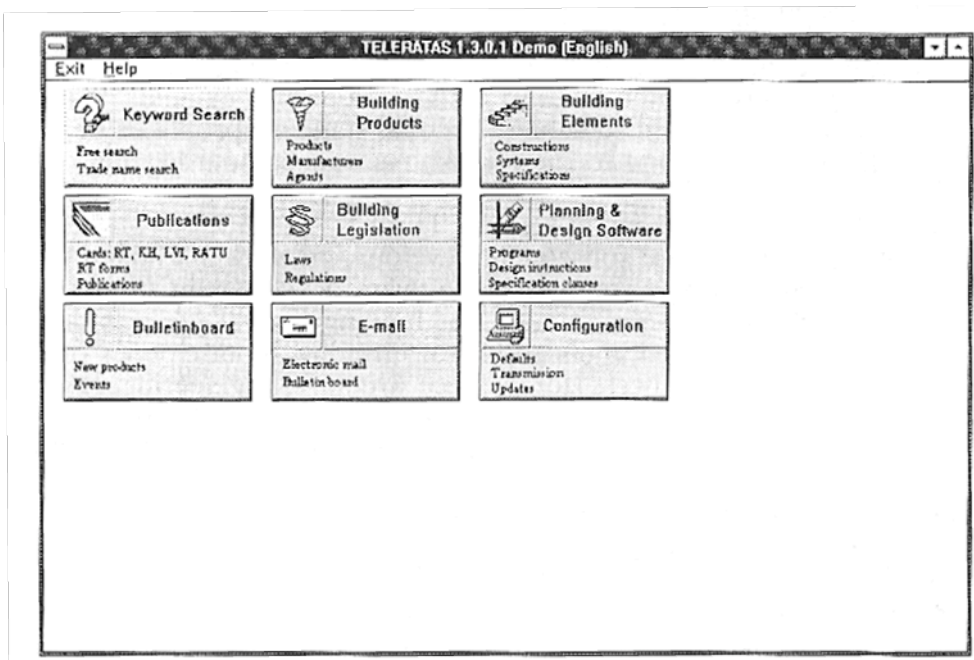 TELERATAS 1.3.0.1 Demo (English)
Exit Help
Keyword Search
Free search
Trade name search
Building
Products
Products
Manufacturers
Agents
Building
Elements
Constructions
Systems
Specifications
Publications
Cards: RT, KH, LVI, RATU
RT forms
Publications
Building
Legislation
Laws
Regulations
Planning &
Design Software
Programs
Design instructions
Specification clauses
Bulletinboard
New products
Events
E-mail
Electronic mail
Bulletin board
Configuration
Defaults
Transmission
Updates